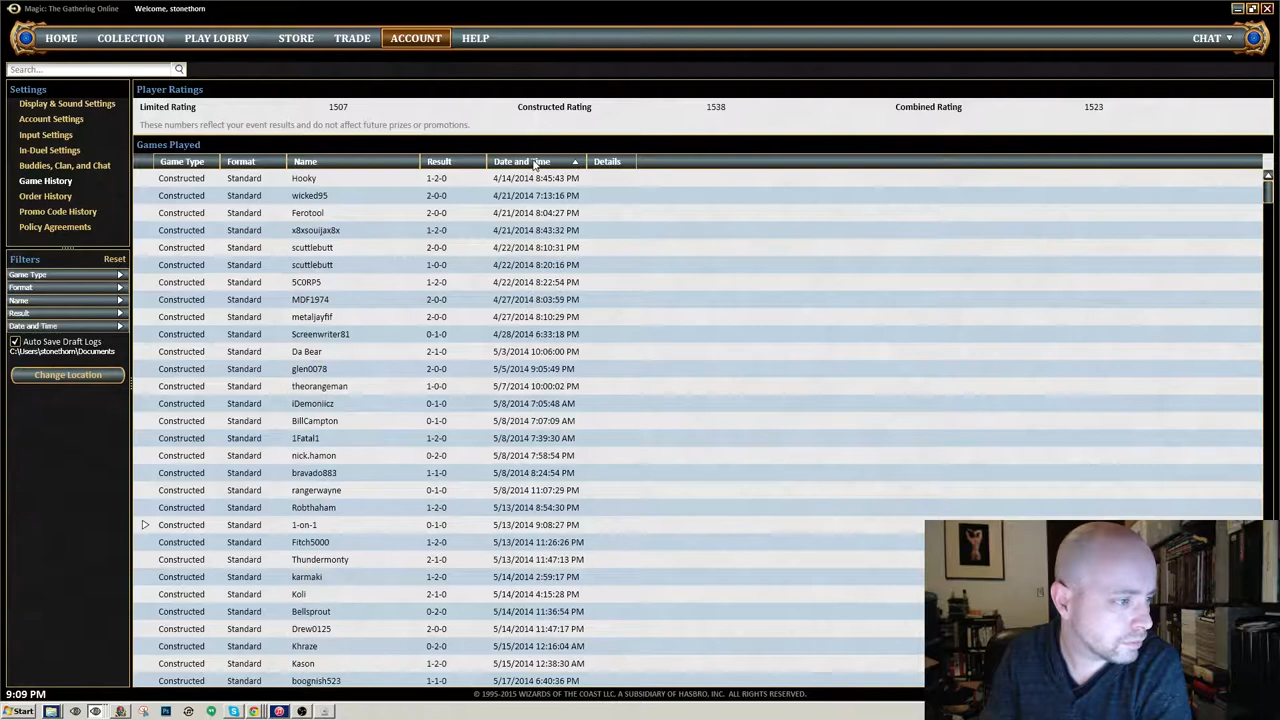 Magic: The Gathering Online Welcome, stonethorn
HOME COLLECTION PLAY LOBBY STORE TRADE ACCOUNT HELP CHAT
Search...
Settings
Display & Sound Settings
Account Settings
Input Settings
In-Duel Settings
Buddies, Clan, and Chat
Game History
Order History
Promo Code History
Policy Agreements
Filters Reset
Game Type
Format
Name
Result
Date and Time
Auto Save Draft Logs
C:\Users\stonethorn\Documents
Change Location
Player Ratings
Limited Rating 1507 Constructed Rating 1538 Combined Rating 1523
These numbers reflect your event results and do not affect future prizes or promotions.
Games Played
Game Type Format Name Result Date and Time Details
Constructed Standard Hooky 1-2-0 4/14/2014 8:45:43 PM
Constructed Standard wicked95 2-0-0 4/21/2014 7:13:16 PM
Constructed Standard Ferotool 2-0-0 4/21/2014 8:04:27 PM
Constructed Standard x8xsouijax8x 1-2-0 4/21/2014 8:43:32 PM
Constructed Standard scuttlebutt 2-0-0 4/22/2014 8:10:31 PM
Constructed Standard scuttlebutt 1-0-0 4/22/2014 8:20:16 PM
Constructed Standard 5C0RP5 1-2-0 4/22/2014 8:22:54 PM
Constructed Standard MDF1974 2-0-0 4/27/2014 8:03:59 PM
Constructed Standard metaljayfif 2-0-0 4/27/2014 8:10:29 PM
Constructed Standard Screenwriter81 0-1-0 4/28/2014 6:33:18 PM
Constructed Standard Da Bear 2-1-0 5/3/2014 10:06:00 PM
Constructed Standard glen0078 2-0-0 5/5/2014 9:05:49 PM
Constructed Standard theorangeman 1-0-0 5/7/2014 10:00:02 PM
Constructed Standard iDemoniicz 0-1-0 5/8/2014 7:05:48 AM
Constructed Standard BillCampton 0-1-0 5/8/2014 7:07:09 AM
Constructed Standard 1Fatal1 1-2-0 5/8/2014 7:39:30 AM
Constructed Standard nick.hamon 0-2-0 5/8/2014 7:58:54 PM
Constructed Standard bravado883 1-1-0 5/8/2014 8:24:54 PM
Constructed Standard rangerwayne 0-1-0 5/8/2014 11:07:29 PM
Constructed Standard Robthaham 1-2-0 5/13/2014 8:54:30 PM
Constructed Standard 1-on-1 0-1-0 5/13/2014 9:08:27 PM
Constructed Standard Fitch5000 1-2-0 5/13/2014 11:26:26 PM
Constructed Standard Thundermonty 2-1-0 5/13/2014 11:47:13 PM
Constructed Standard karmaki 1-2-0 5/14/2014 2:59:17 PM
Constructed Standard Koli 2-1-0 5/14/2014 4:15:28 PM
Constructed Standard Bellsprout 0-2-0 5/14/2014 11:36:54 PM
Constructed Standard Drew0125 2-0-0 5/14/2014 11:47:17 PM
Constructed Standard Khraze 0-2-0 5/15/2014 12:16:04 AM
Constructed Standard Kason 1-2-0 5/15/2014 12:38:30 AM
Constructed Standard boognish523 1-1-0 5/17/2014 6:40:36 PM
9:09 PM © 1995-2015 WIZARDS OF THE COAST LLC, A SUBSIDIARY OF HASBRO, INC. ALL RIGHTS RESERVED.
Start